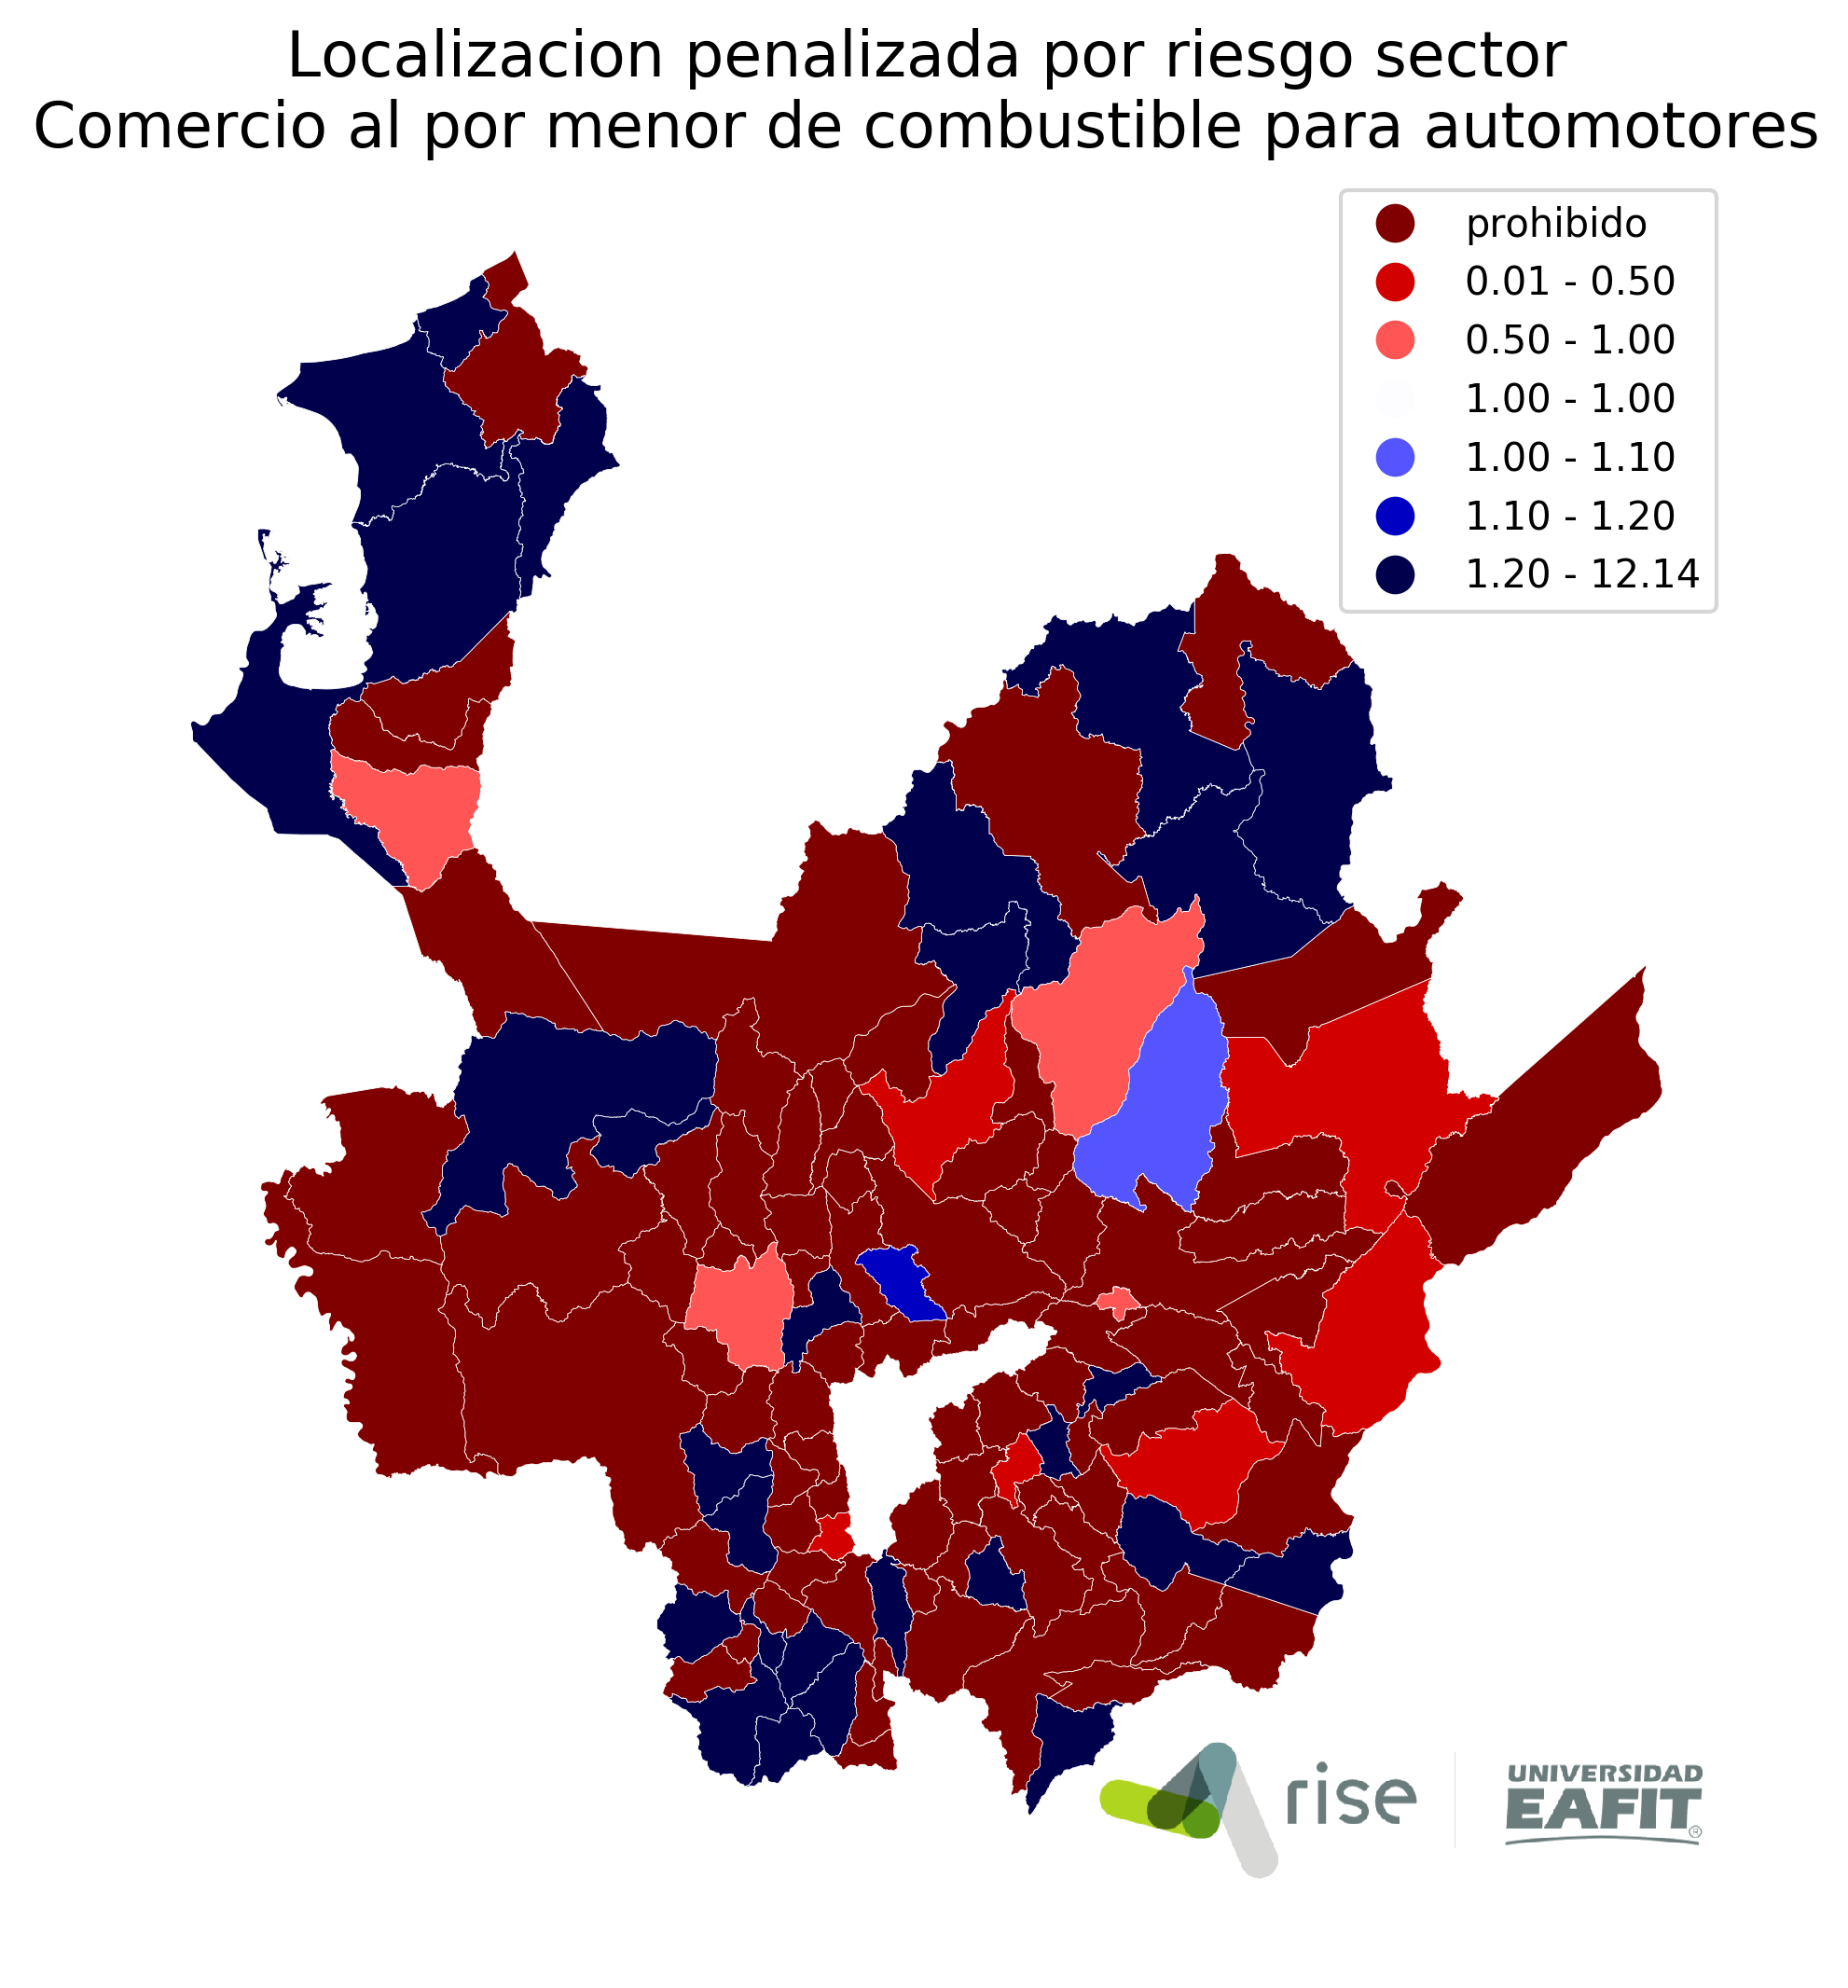 Localizacion penalizada por riesgo sector
Comercio al por menor de combustible para automotores
prohibido
0.01 - 0.50
0.50 - 1.00
1.00 - 1.00
1.00 - 1.10
1.10 - 1.20
1.20 - 12.14
rise
UNIVERSIDAD
EAFIT®